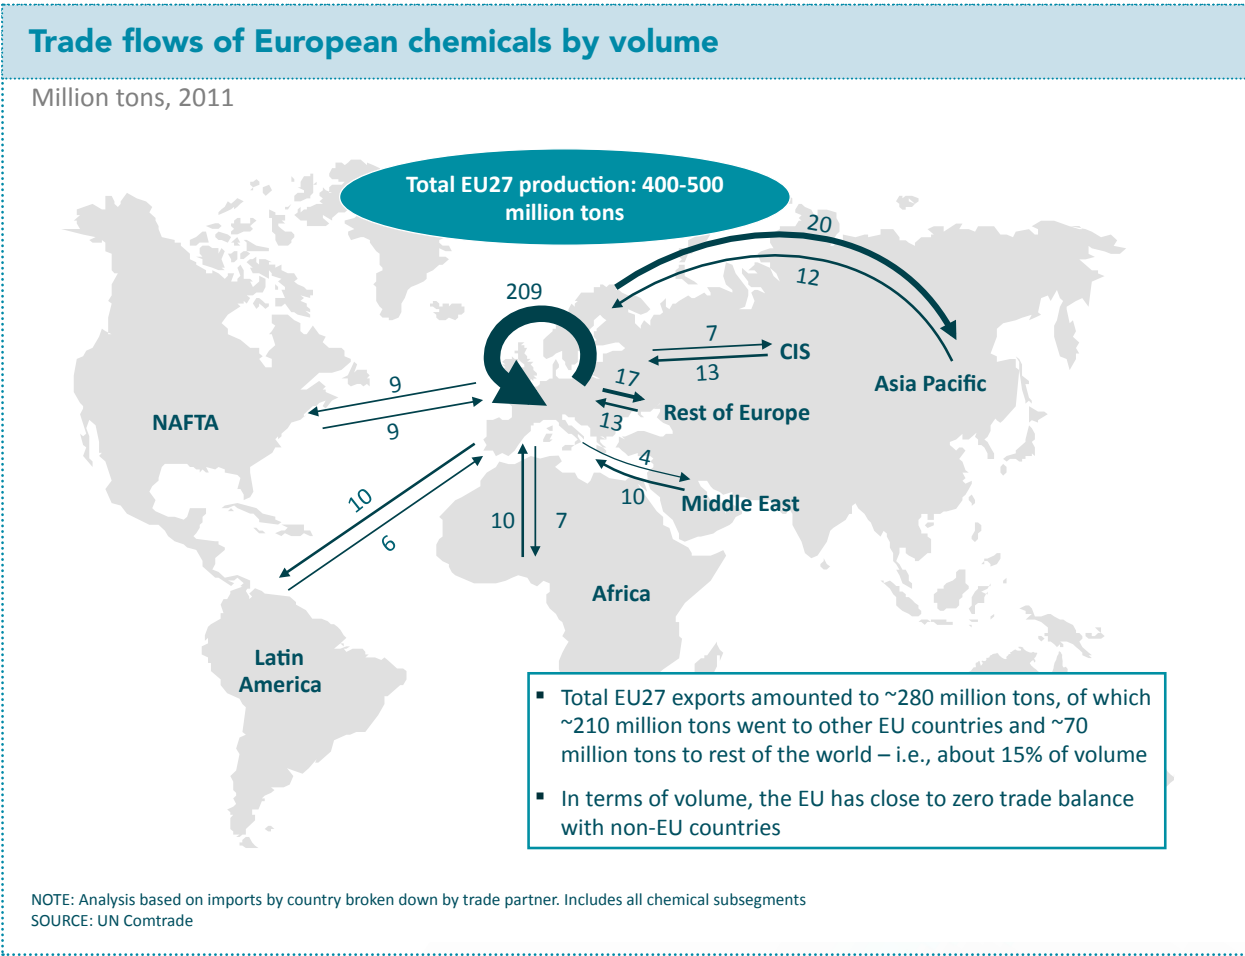 Trade flows of European chemicals by volume
Million tons, 2011
Total EU27 production: 400-500
million tons
20
12
209
7
CIS
13
Asia Pacific
9
17
Rest of Europe
NAFTA
9
13
4
10
Middle East
10
6
10
7
Africa
Latin
America
▪ Total EU27 exports amounted to ~280 million tons, of which
~210 million tons went to other EU countries and ~70
million tons to rest of the world – i.e., about 15% of volume
▪ In terms of volume, the EU has close to zero trade balance
with non-EU countries
NOTE: Analysis based on imports by country broken down by trade partner. Includes all chemical subsegments
SOURCE: UN Comtrade